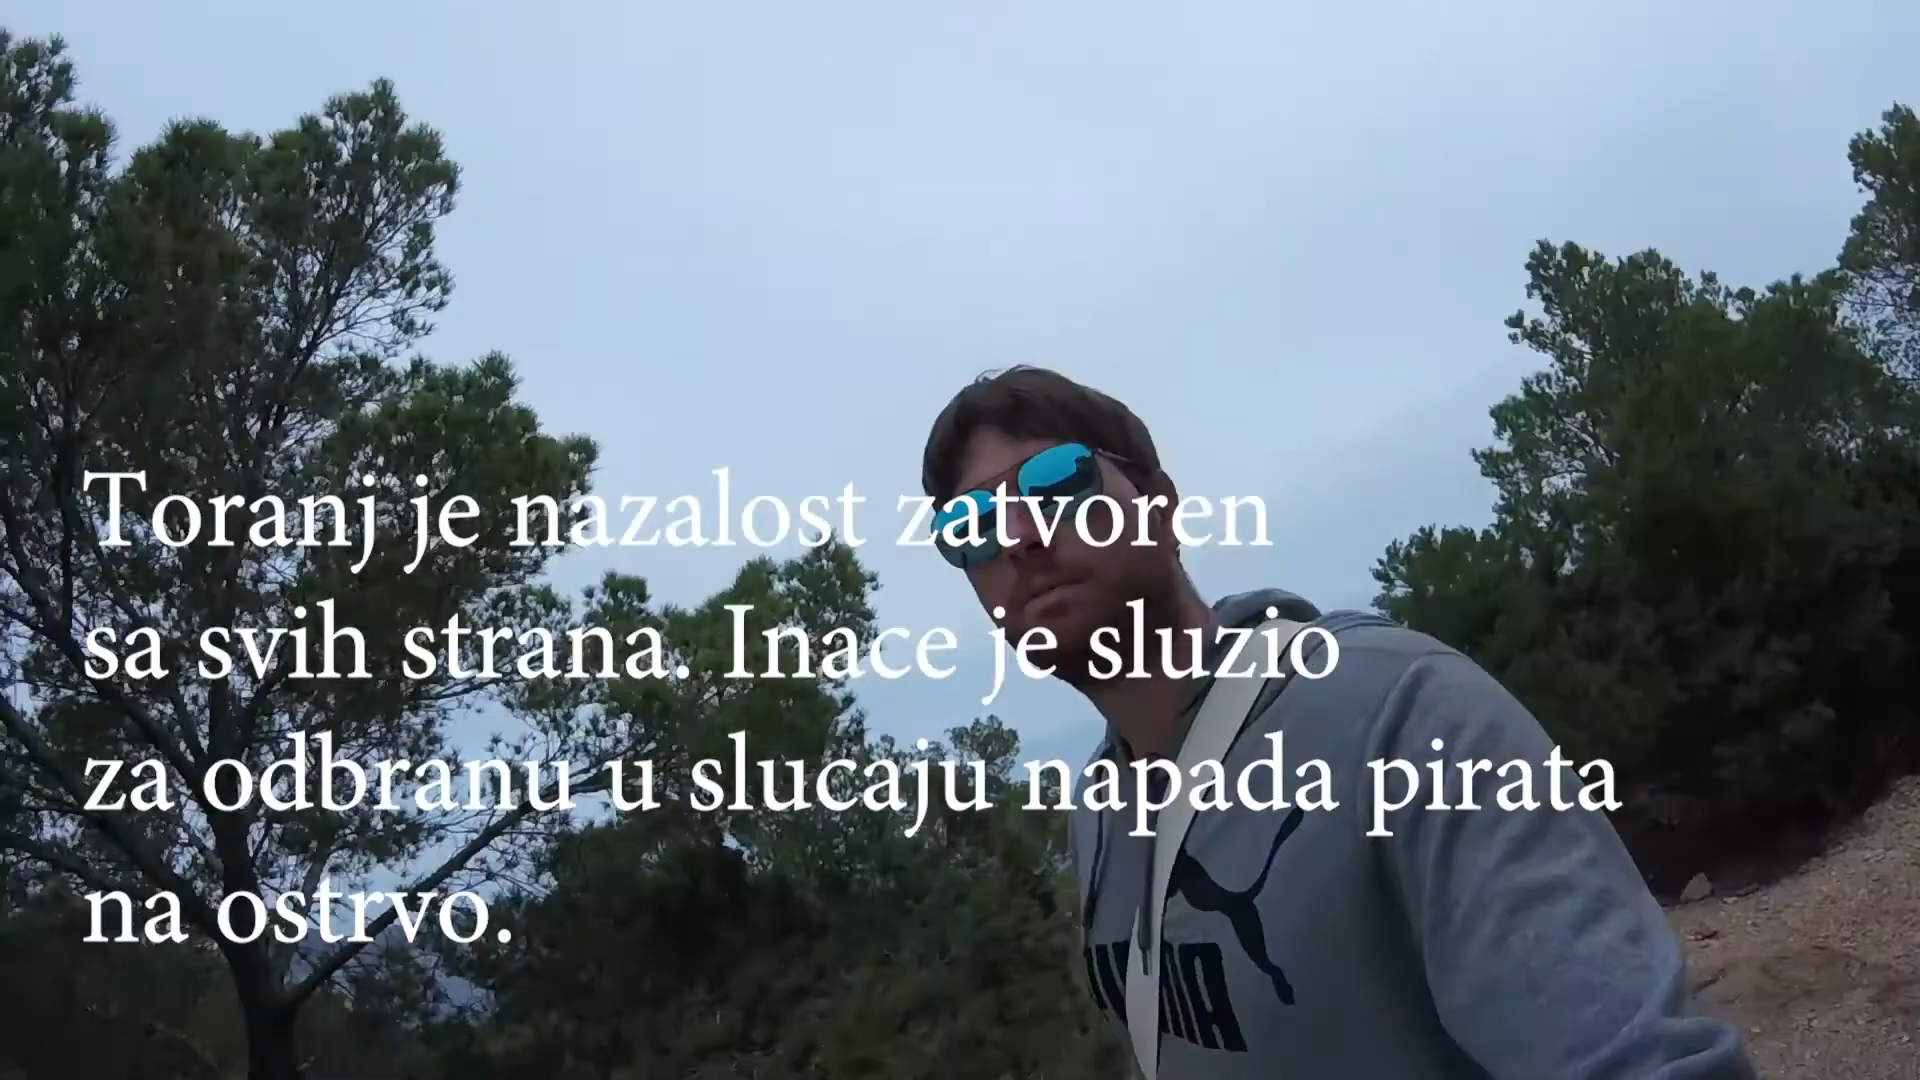 Toranj je nazalost zatvoren
sa svih strana. Inace je sluzio
za odbranu u slucaju napada pirata
na ostrvo.